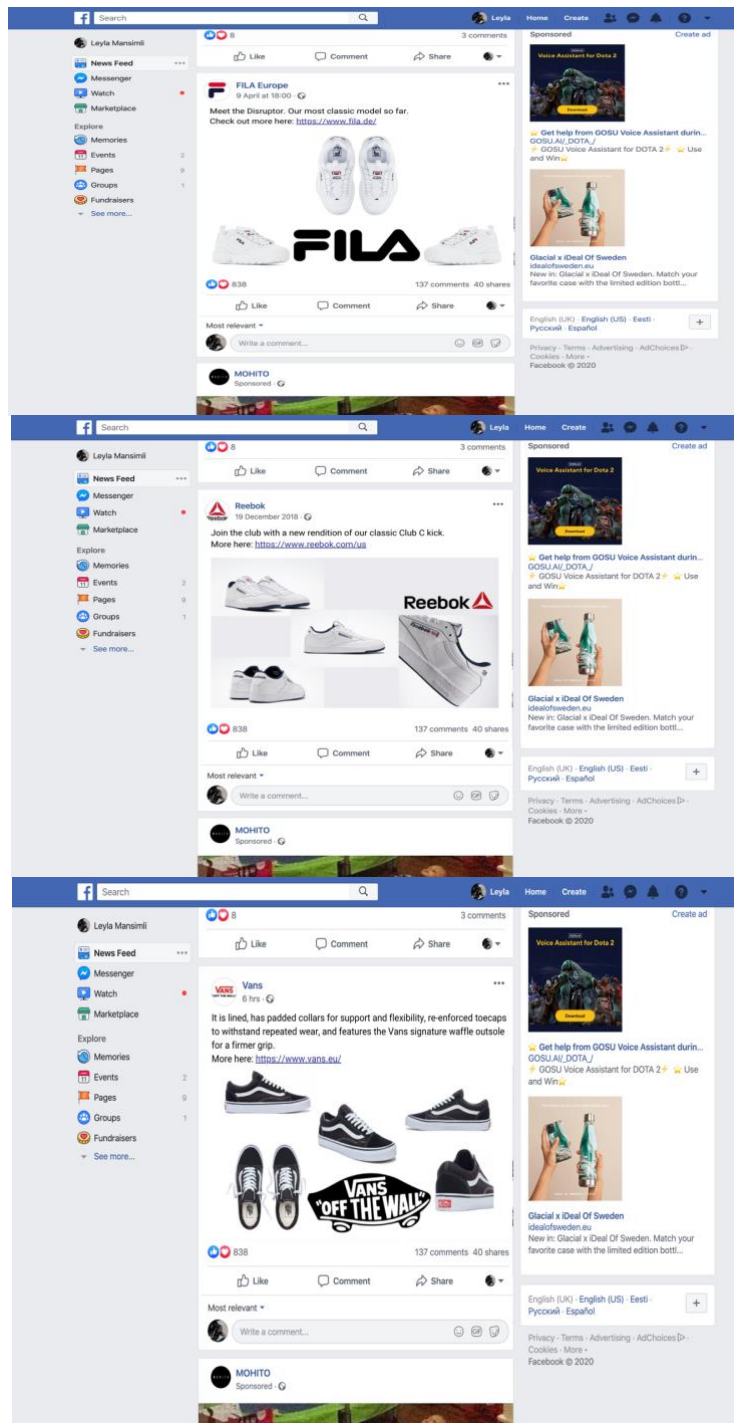 Search
Leyla
Home
Create
Leyla Mansimli
News Feed
Messenger
Watch
Marketplace
Explore
Memories
Events 2
Pages 9
Groups 1
Fundraisers
See more...
8
3 comments
Like
Comment
Share
FILA Europe
9 April at 18:00 ·
Meet the Disruptor. Our most classic model so far.
Check out more here: https://www.fila.de/
FILA
838
137 comments 40 shares
Like
Comment
Share
Most relevant
Write a comment...
GIF
MOHITO
Sponsored ·
Sponsored
Create ad
Voice Assistant for Dota 2
Download
Get help from GOSU Voice Assistant durin...
GOSU.AI/_DOTA_/
GOSU Voice Assistant for DOTA 2⚡ ⭐ Use
and Win⭐
Glacial x iDeal Of Sweden
idealofsweden.eu
New in: Glacial x iDeal Of Sweden. Match your
favorite case with the limited edition bottl...
English (UK) · English (US) · Eesti ·
Русский · Español
Privacy · Terms · Advertising · AdChoices ·
Cookies · More ·
Facebook © 2020
Search
Leyla
Home
Create
Leyla Mansimli
News Feed
Messenger
Watch
Marketplace
Explore
Memories
Events 2
Pages 9
Groups 1
Fundraisers
See more...
8
3 comments
Like
Comment
Share
Reebok
19 December 2018 ·
Join the club with a new rendition of our classic Club C kick.
More here: https://www.reebok.com/us
Reebok
838
137 comments 40 shares
Like
Comment
Share
Most relevant
Write a comment...
GIF
MOHITO
Sponsored ·
Sponsored
Create ad
Voice Assistant for Dota 2
Download
Get help from GOSU Voice Assistant durin...
GOSU.AI/_DOTA_/
GOSU Voice Assistant for DOTA 2⚡ ⭐ Use
and Win⭐
Glacial x iDeal Of Sweden
idealofsweden.eu
New in: Glacial x iDeal Of Sweden. Match your
favorite case with the limited edition bottl...
English (UK) · English (US) · Eesti ·
Русский · Español
Privacy · Terms · Advertising · AdChoices ·
Cookies · More ·
Facebook © 2020
Search
Leyla
Home
Create
Leyla Mansimli
News Feed
Messenger
Watch
Marketplace
Explore
Memories
Events 2
Pages 9
Groups 1
Fundraisers
See more...
8
3 comments
Like
Comment
Share
VANS
"OFF THE WALL"
Vans
6 hrs ·
It is lined, has padded collars for support and flexibility, re-enforced toecaps
to withstand repeated wear, and features the Vans signature waffle outsole
for a firmer grip.
More here: https://www.vans.eu/
VANS
"OFF THE WALL"
838
137 comments 40 shares
Like
Comment
Share
Most relevant
Write a comment...
GIF
MOHITO
Sponsored ·
Sponsored
Create ad
Voice Assistant for Dota 2
Download
Get help from GOSU Voice Assistant durin...
GOSU.AI/_DOTA_/
GOSU Voice Assistant for DOTA 2⚡ ⭐ Use
and Win⭐
Glacial x iDeal Of Sweden
idealofsweden.eu
New in: Glacial x iDeal Of Sweden. Match your
favorite case with the limited edition bottl...
English (UK) · English (US) · Eesti ·
Русский · Español
Privacy · Terms · Advertising · AdChoices ·
Cookies · More ·
Facebook © 2020